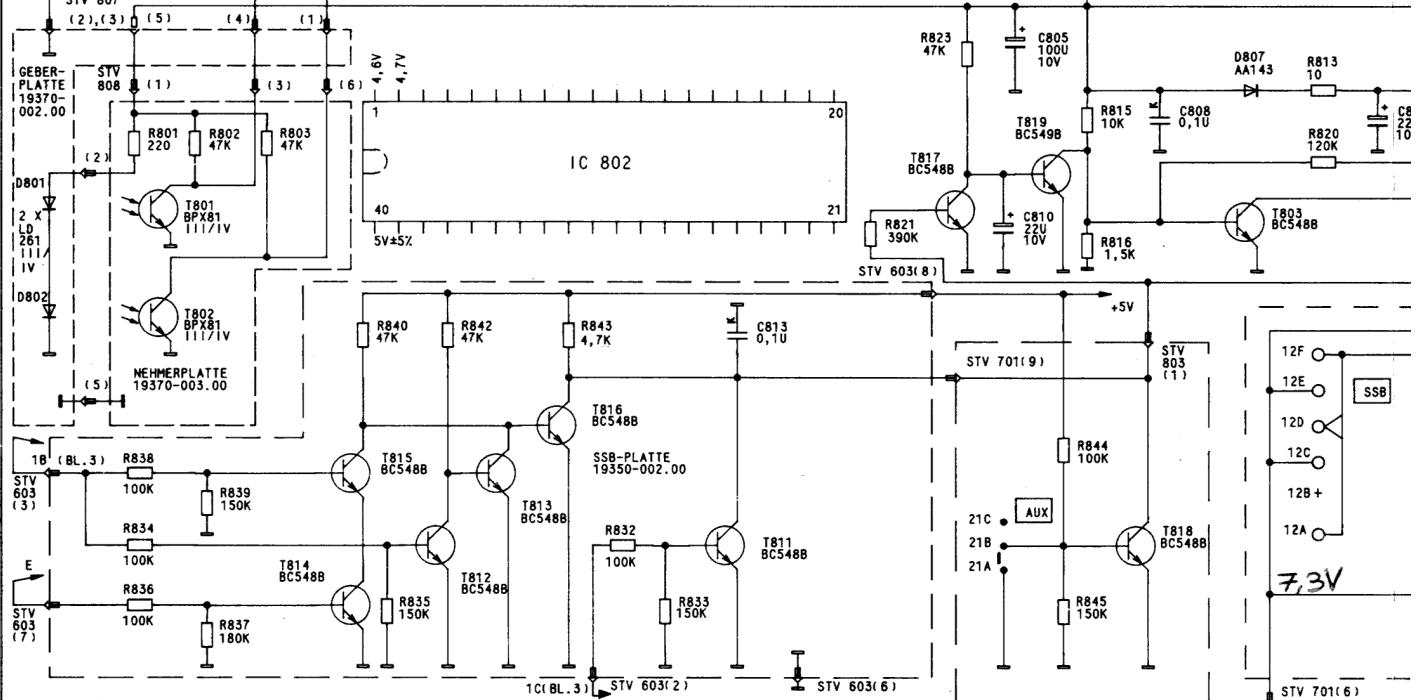 STV 807
(2),(3) (5) (4) (1)
GEBER-
PLATTE
19370-
002.00
STV
808
(1) (3) (6)
4,6V
4,7V
R801
220
R802
47K
R803
47K
(2)
D801
2 X
LD
261
III/
IV
D802
T801
BPX81
III/IV
T802
BPX81
III/IV
NEHMERPLATTE
19370-003.00
(5)
1 20
IC 802
40 21
5V±5%
R823
47K
C805
100U
10V
+
D807
AA143
R813
10
T819
BC549B
R815
10K
K
C808
0,1U
R820
120K
+
C8
22
10
T817
BC548B
R821
390K
+
C810
22U
10V
R816
1,5K
T803
BC548B
STV 603(8)
+5V
R840
47K
R842
47K
R843
4,7K
K
C813
0,1U
STV 701(9)
STV
803
(1)
T816
BC548B
SSB-PLATTE
19350-002.00
1B (BL.3)
STV
603
(3)
R838
100K
R839
150K
T815
BC548B
T813
BC548B
R834
100K
T814
BC548B
T812
BC548B
E
STV
603
(7)
R836
100K
R837
180K
R835
150K
R832
100K
R833
150K
T811
BC548B
1C(BL.3)
STV 603(2)
STV 603(6)
R844
100K
AUX
21C
21B
21A
R845
150K
T818
BC548B
12F
12E
12D
12C
12B+
12A
SSB
7,3V
STV 701(6)